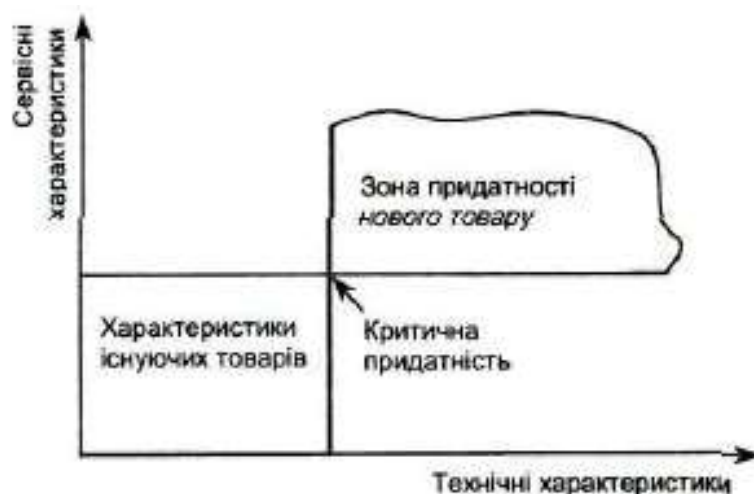 Сервісні
характеристики
Зона придатності
нового товару
Характеристики
існуючих товарів
Критична
придатність
Технічні характеристики